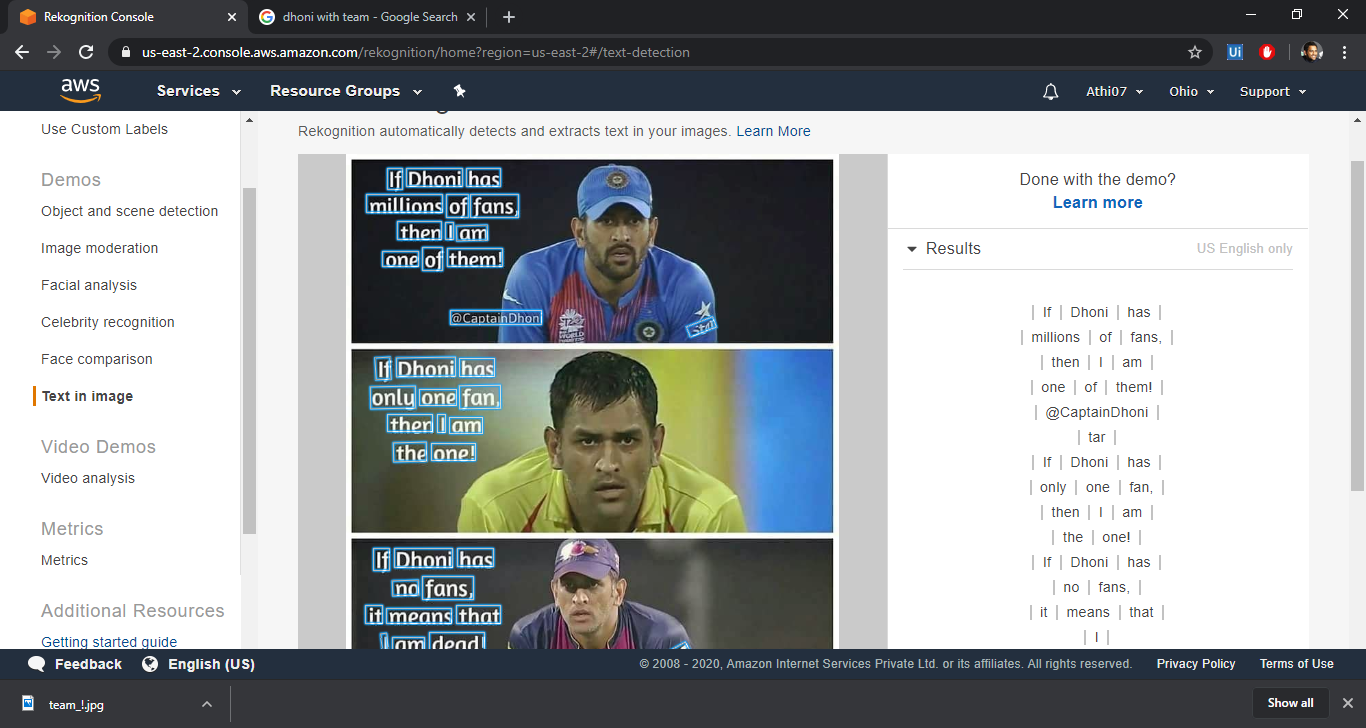 Rekognition Console
dhoni with team - Google Search
us-east-2.console.aws.amazon.com/rekognition/home?region=us-east-2#/text-detection
Ui
aws
Services
Resource Groups
Athi07
Ohio
Support
Use Custom Labels
Demos
Object and scene detection
Image moderation
Facial analysis
Celebrity recognition
Face comparison
Text in image
Video Demos
Video analysis
Metrics
Metrics
Additional Resources
Getting started guide
Rekognition automatically detects and extracts text in your images. Learn More
If Dhoni has
millions of fans,
then I am
one of them!
@CaptainDhoni
Star
If Dhoni has
only one fan,
then I am
the one!
If Dhoni has
no fans,
it means that
I am dead!
Done with the demo?
Learn more
Results
US English only
| If | Dhoni | has |
| millions | of | fans, |
| then | I | am |
| one | of | them! |
| @CaptainDhoni |
| tar |
| If | Dhoni | has |
| only | one | fan, |
| then | I | am |
| the | one! |
| If | Dhoni | has |
| no | fans, |
| it | means | that |
| I |
Feedback
English (US)
© 2008 - 2020, Amazon Internet Services Private Ltd. or its affiliates. All rights reserved.
Privacy Policy
Terms of Use
team_!.jpg
Show all